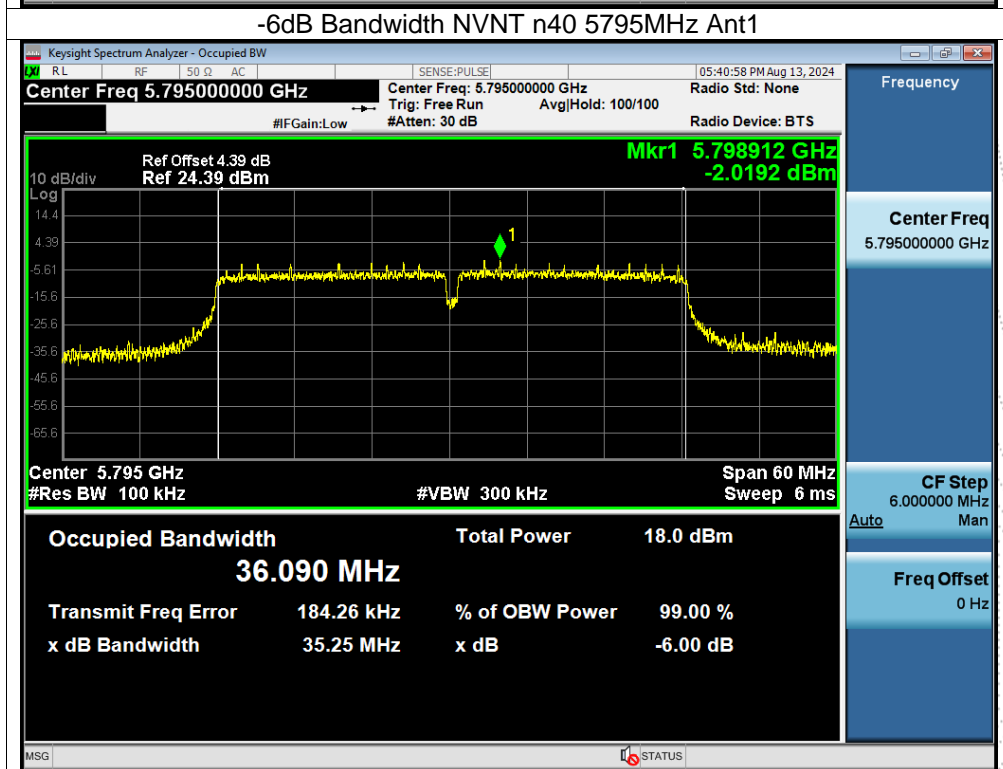 -6dB Bandwidth NVNT n40 5795MHz Ant1
Keysight Spectrum Analyzer - Occupied BW
LXI RL RF 50 Ω AC SENSE:PULSE 05:40:58 PM Aug 13, 2024
Center Freq 5.795000000 GHz
Center Freq: 5.795000000 GHz
Trig: Free Run Avg|Hold: 100/100
#IFGain:Low #Atten: 30 dB
Radio Std: None
Radio Device: BTS
Frequency
Ref Offset 4.39 dB
10 dB/div Ref 24.39 dBm
Mkr1 5.798912 GHz
-2.0192 dBm
Log
14.4
4.39
-5.61
-15.6
-25.6
-35.6
-45.6
-55.6
-65.6
1
Center 5.795 GHz Span 60 MHz
#Res BW 100 kHz #VBW 300 kHz Sweep 6 ms
Center Freq
5.795000000 GHz
CF Step
6.000000 MHz
Auto Man
Freq Offset
0 Hz
Occupied Bandwidth Total Power 18.0 dBm
36.090 MHz
Transmit Freq Error 184.26 kHz % of OBW Power 99.00 %
x dB Bandwidth 35.25 MHz x dB -6.00 dB
MSG STATUS